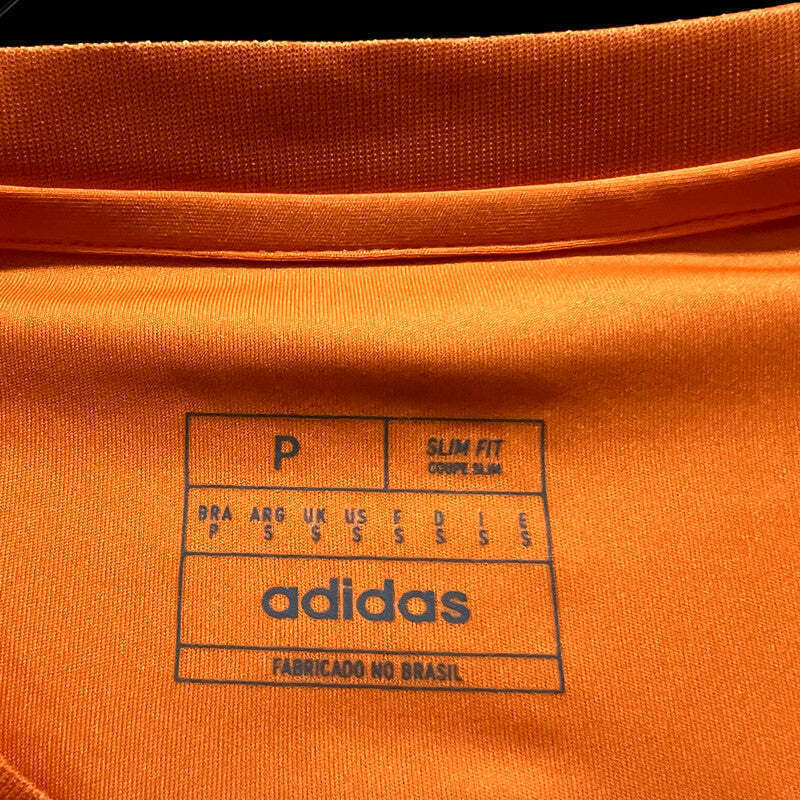 P
SLIM FIT
COUPE SLIM
BRA ARG UK US F D I E
P S S S S S S S
adidas
FABRICADO NO BRASIL